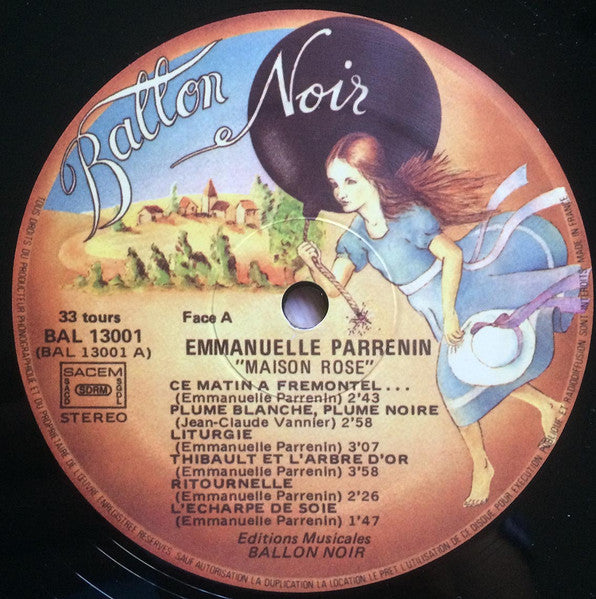 Ballon Noir
33 tours
Face A
BAL 13001
(BAL 13001 A)
SACEM
SACD
SDRM
SGDL
STEREO
EMMANUELLE PARRENIN
"MAISON ROSE"
CE MATIN A FREMONTEL...
(Emmanuelle Parrenin) 2'43
PLUME BLANCHE, PLUME NOIRE
(Jean-Claude Vannier) 2'58
LITURGIE
(Emmanuelle Parrenin) 3'07
THIBAULT ET L'ARBRE D'OR
(Emmanuelle Parrenin) 3'58
RITOURNELLE
(Emmanuelle Parrenin) 2'26
L'ECHARPE DE SOIE
(Emmanuelle Parrenin) 1'47
Editions Musicales
BALLON NOIR
TOUS DROITS DU PRODUCTEUR PHONOGRAPHIQUE ET DU PROPRIETAIRE DE L'OEUVRE ENREGISTREE RESERVES. SAUF AUTORISATION LA DUPLICATION LA LOCATION LE PRET L'UTILISATION DE CE DISQUE POUR EXECUTION PUBLIQUE ET RADIODIFFUSION SONT INTERDITS. MADE IN FRANCE